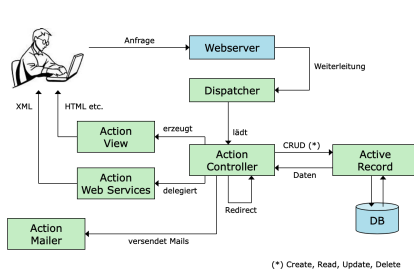 Anfrage
Webserver
Weiterleitung
Dispatcher
XML
HTML etc.
lädt
Action
View
erzeugt
Action
Controller
CRUD (*)
Daten
Active
Record
Action
Web Services
delegiert
Redirect
DB
Action
Mailer
versendet Mails
(*) Create, Read, Update, Delete